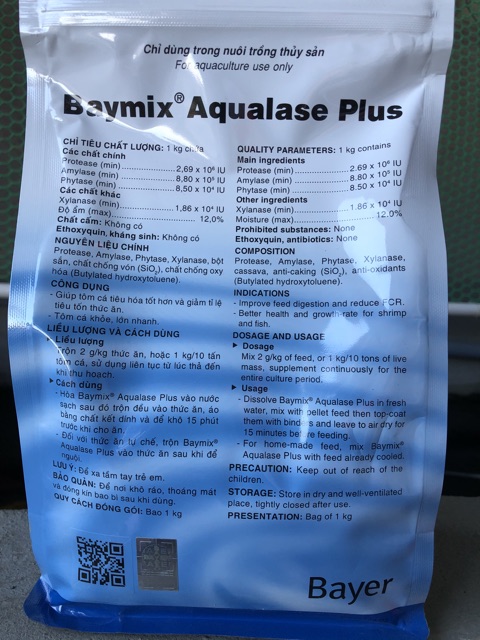 Chỉ dùng trong nuôi trồng thủy sản
For aquaculture use only
Baymix® Aqualase Plus
CHỈ TIÊU CHẤT LƯỢNG: 1 kg chứa
Các chất chính
Protease (min)..................2,69 x 10⁶ IU
Amylase (min)..................8,80 x 10⁵ IU
Phytase (min)..................8,50 x 10⁴ IU
Các chất khác
Xylanise (min)..................1,86 x 10⁴ IU
Độ ẩm (max)..................12,0%
Chất cấm: Không có
Ethoxyquin, kháng sinh: Không có
NGUYÊN LIỆU CHÍNH
Protease, Amylase, Phytase, Xylanase, bột
sắn, chất chống vón (SiO₂), chất chống oxy
hóa (Butylated hydroxytoluene).
CÔNG DỤNG
- Giúp tôm cá tiêu hóa tốt hơn và giảm tỉ lệ
tiêu tốn thức ăn.
- Tôm cá khỏe, lớn nhanh.
LIỀU LƯỢNG VÀ CÁCH DÙNG
▶ Liều lượng
Trộn 2 g/kg thức ăn, hoặc 1 kg/10 tấn
tôm cá, sử dụng liên tục từ lúc thả đến
khi thu hoạch.
▶ Cách dùng
- Hòa Baymix® Aqualase Plus vào nước
sạch sau đó trộn đều vào thức ăn, áo
bằng chất kết dính và để khô 15 phút
trước khi cho ăn.
- Đối với thức ăn tự chế, trộn Baymix®
Aqualase Plus vào thức ăn sau khi để
nguội.
LƯU Ý: Để xa tầm tay trẻ em.
BẢO QUẢN: Để nơi khô ráo, thoáng mát
và đóng kín bao bì sau khi dùng.
QUY CÁCH ĐÓNG GÓI: Bao 1 kg
QUALITY PARAMETERS: 1 kg contains
Main ingredients
Protease (min)..................2.69 x 10⁶ IU
Amylase (min)..................8.80 x 10⁵ IU
Phytase (min)..................8.50 x 10⁴ IU
Other ingredients
Xylanise (min)..................1.86 x 10⁴ IU
Moisture (max)..................12.0%
Prohibited substances: None
Ethoxyquin, antibiotics: None
COMPOSITION
Protease, Amylase, Phytase, Xylanase,
cassava, anti-caking (SiO₂), anti-oxidants
(Butylated hydroxytoluene).
INDICATIONS
- Improve feed digestion and reduce FCR.
- Better health and growth-rate for shrimp
and fish.
DOSAGE AND USAGE
▶ Dosage
Mix 2 g/kg of feed, or 1 kg/10 tons of live
mass, supplement continuously for the
entire culture period.
▶ Usage
- Dissolve Baymix® Aqualase Plus in fresh
water, mix with pellet feed then top-coat
them with binders and leave to air dry for
15 minutes before feeding.
- For home-made feed, mix Baymix®
Aqualase Plus with feed already cooled.
PRECAUTION: Keep out of reach of the
children.
STORAGE: Store in dry and well-ventilated
place, tightly closed after use.
PRESENTATION: Bag of 1 kg
Bayer